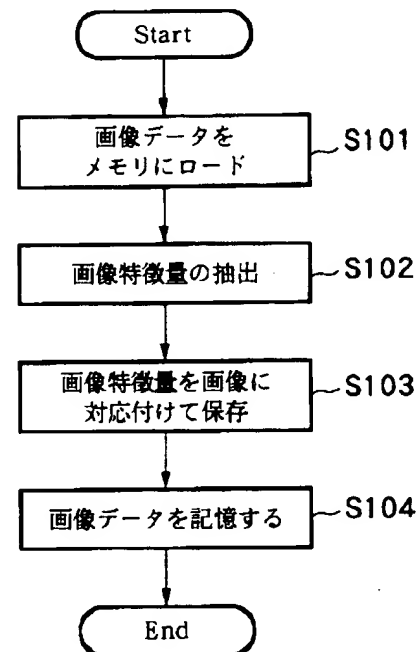 Start
画像データを
メモリにロード
S101
画像特徴量の抽出
S102
画像特徴量を画像に
対応付けて保存
S103
画像データを記憶する
S104
End